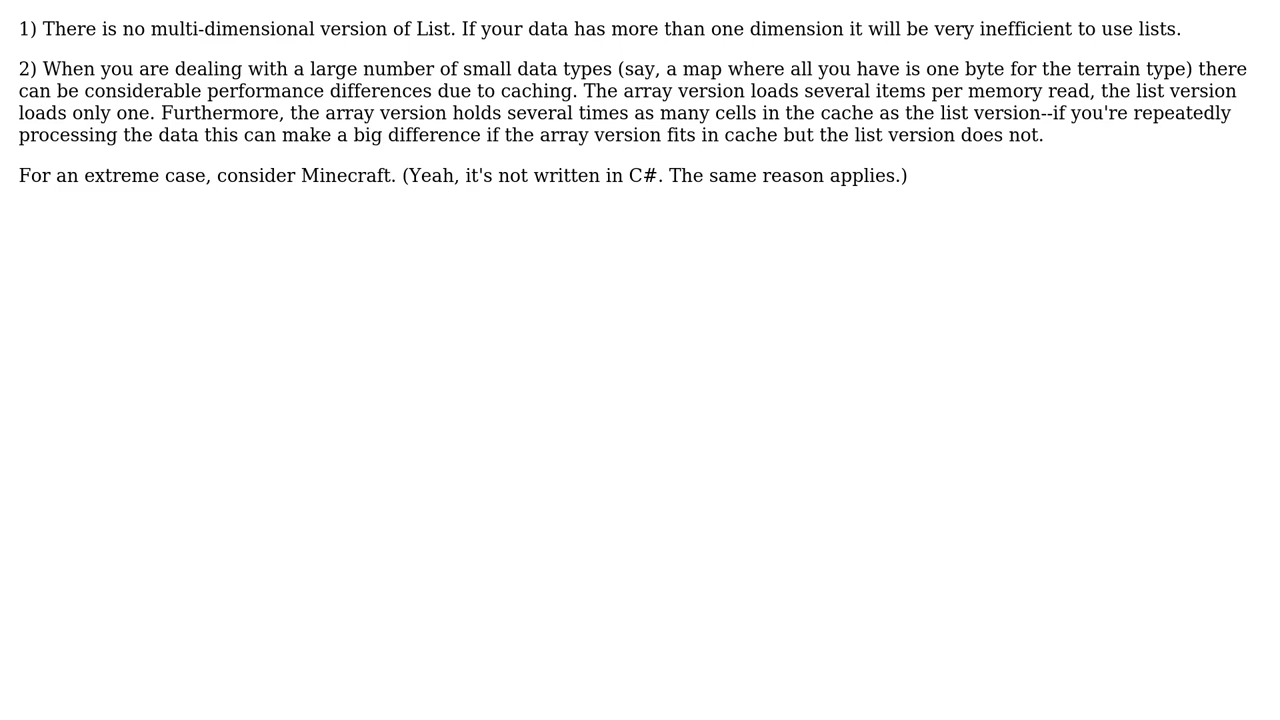 1) There is no multi-dimensional version of List. If your data has more than one dimension it will be very inefficient to use lists.
2) When you are dealing with a large number of small data types (say, a map where all you have is one byte for the terrain type) there
can be considerable performance differences due to caching. The array version loads several items per memory read, the list version
loads only one. Furthermore, the array version holds several times as many cells in the cache as the list version--if you're repeatedly
processing the data this can make a big difference if the array version fits in cache but the list version does not.
For an extreme case, consider Minecraft. (Yeah, it's not written in C#. The same reason applies.)